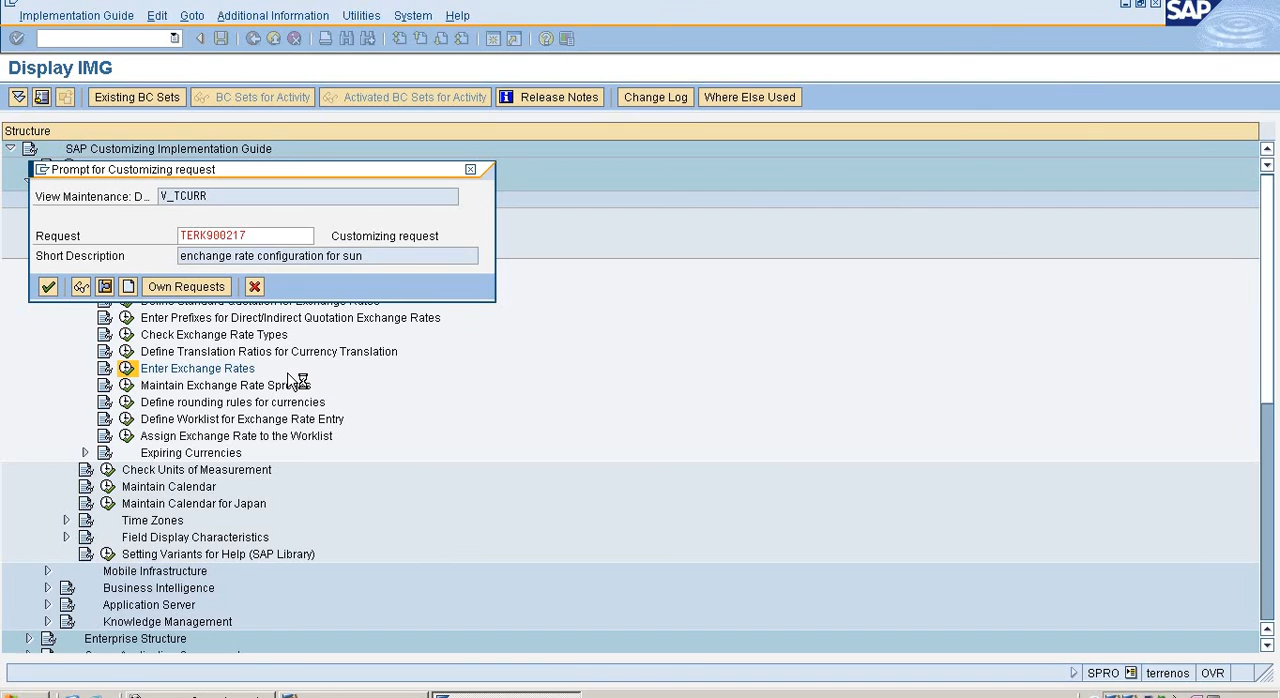 Implementation Guide Edit Goto Additional Information Utilities System Help
SAP
Display IMG
Existing BC Sets BC Sets for Activity Activated BC Sets for Activity Release Notes Change Log Where Else Used
Structure
SAP Customizing Implementation Guide
Prompt for Customizing request
View Maintenance: D... V_TCURR
Request TERK900217 Customizing request
Short Description enchange rate configuration for sun
Own Requests
Define Standard Quotation for Exchange Rates
Enter Prefixes for Direct/Indirect Quotation Exchange Rates
Check Exchange Rate Types
Define Translation Ratios for Currency Translation
Enter Exchange Rates
Maintain Exchange Rate Spreads
Define rounding rules for currencies
Define Worklist for Exchange Rate Entry
Assign Exchange Rate to the Worklist
Expiring Currencies
Check Units of Measurement
Maintain Calendar
Maintain Calendar for Japan
Time Zones
Field Display Characteristics
Setting Variants for Help (SAP Library)
Mobile Infrastructure
Business Intelligence
Application Server
Knowledge Management
Enterprise Structure
SPRO terrenos OVR